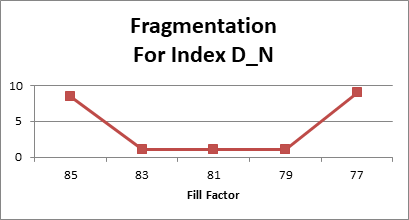 Fragmentation
For Index D_N
10
5
0
85 83 81 79 77
Fill Factor